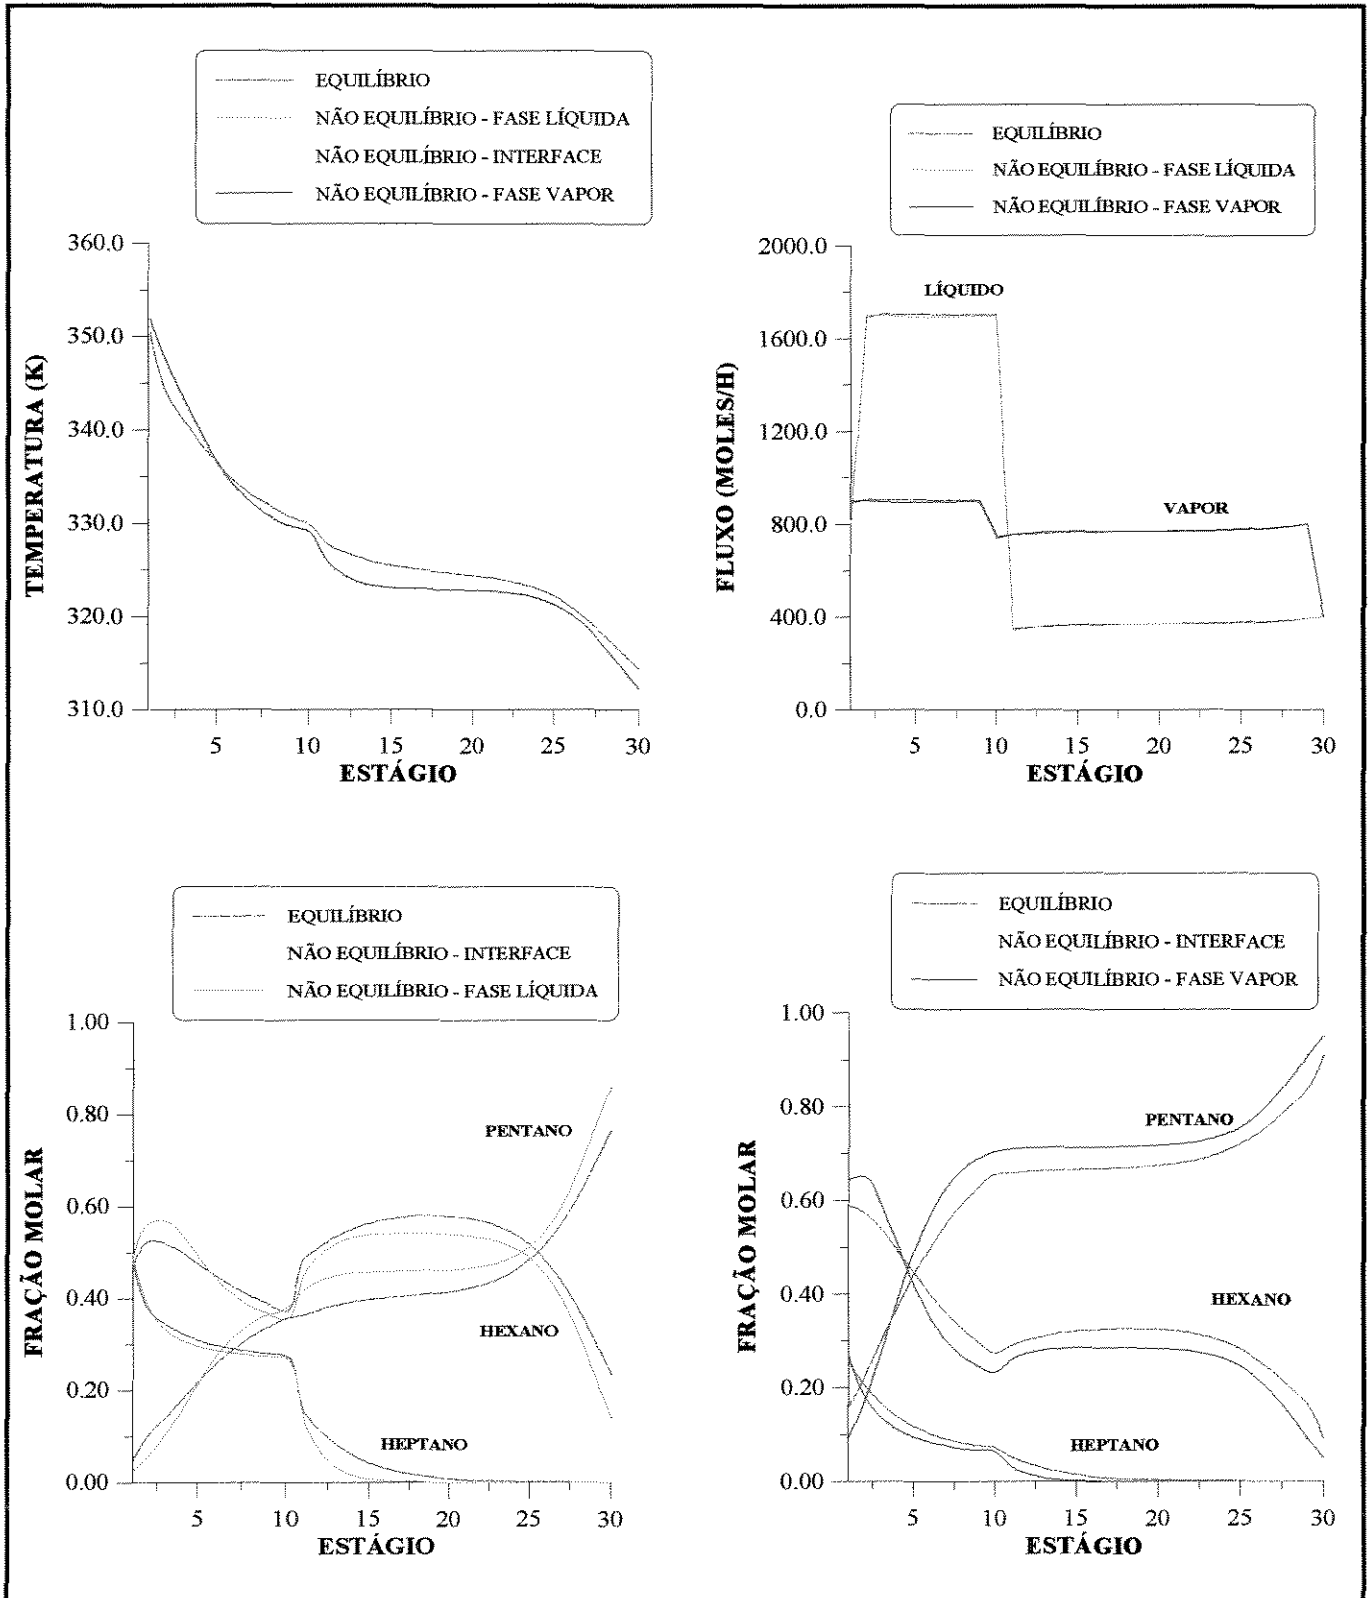 EQUILÍBRIO
NÃO EQUILÍBRIO - FASE LÍQUIDA
NÃO EQUILÍBRIO - INTERFACE
NÃO EQUILÍBRIO - FASE VAPOR
360.0
350.0
340.0
330.0
320.0
310.0
TEMPERATURA (K)
5 10 15 20 25 30
ESTÁGIO
EQUILÍBRIO
NÃO EQUILÍBRIO - FASE LÍQUIDA
NÃO EQUILÍBRIO - FASE VAPOR
2000.0
1600.0
1200.0
800.0
400.0
0.0
FLUXO (MOLES/H)
LÍQUIDO
VAPOR
5 10 15 20 25 30
ESTÁGIO
EQUILÍBRIO
NÃO EQUILÍBRIO - INTERFACE
NÃO EQUILÍBRIO - FASE LÍQUIDA
1.00
0.80
0.60
0.40
0.20
0.00
FRAÇÃO MOLAR
PENTANO
HEXANO
HEPTANO
5 10 15 20 25 30
ESTÁGIO
EQUILÍBRIO
NÃO EQUILÍBRIO - INTERFACE
NÃO EQUILÍBRIO - FASE VAPOR
1.00
0.80
0.60
0.40
0.20
0.00
FRAÇÃO MOLAR
PENTANO
HEXANO
HEPTANO
5 10 15 20 25 30
ESTÁGIO